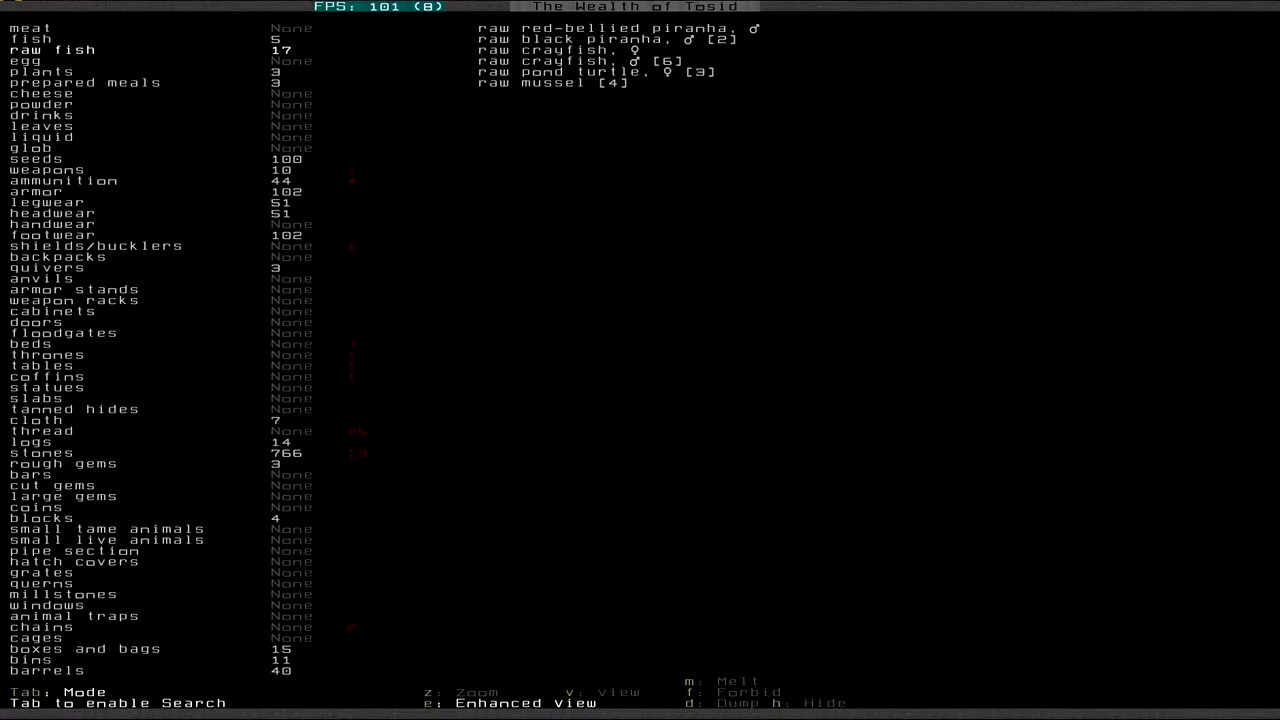 FPS: 101 (8) The Wealth of Tosid
meat None raw red-bellied piranha, ♂
fish 5 raw black piranha, ♂ [2]
raw fish 17 raw crayfish, ♀
egg None raw crayfish, ♂ [6]
plants 3 raw pond turtle, ♀ [3]
prepared meals 3 raw mussel [4]
cheese None
powder None
drinks None
leaves None
liquid None
glob None
seeds 100
weapons 10 1
ammunition 44
armor 102
legwear 51
headwear 51
handwear None
footwear 102
shields/bucklers None 1
backpacks None
quivers 3
anvils None
armor stands None
weapon racks None
cabinets None
doors None
floodgates None
beds None
thrones None
tables None
coffins None
statues None
slabs None
tanned hides None
cloth 7
thread None 25
logs 14
stones 766
rough gems 3
bars None
cut gems None
large gems None
coins None
blocks 4
small tame animals None
small live animals None
pipe section None
hatch covers None
grates None
querns None
millstones None
windows None
animal traps None
chains None
cages None
boxes and bags 15
bins 11
barrels 40
m: Melt
Tab: Mode z: Zoom v: View f: Forbid
Tab to enable Search e: Enhanced View d: Dump h: Hide